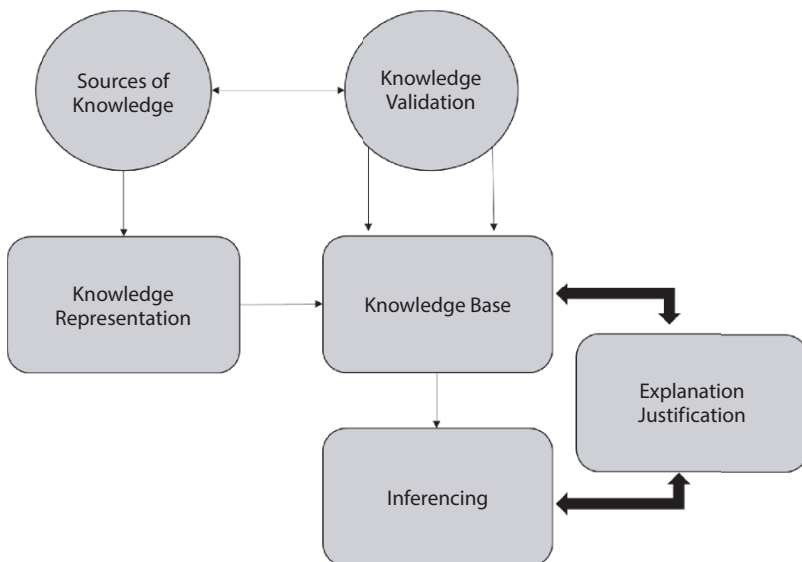 Sources of
Knowledge
Knowledge
Validation
Knowledge
Representation
Knowledge Base
Explanation
Justification
Inferencing